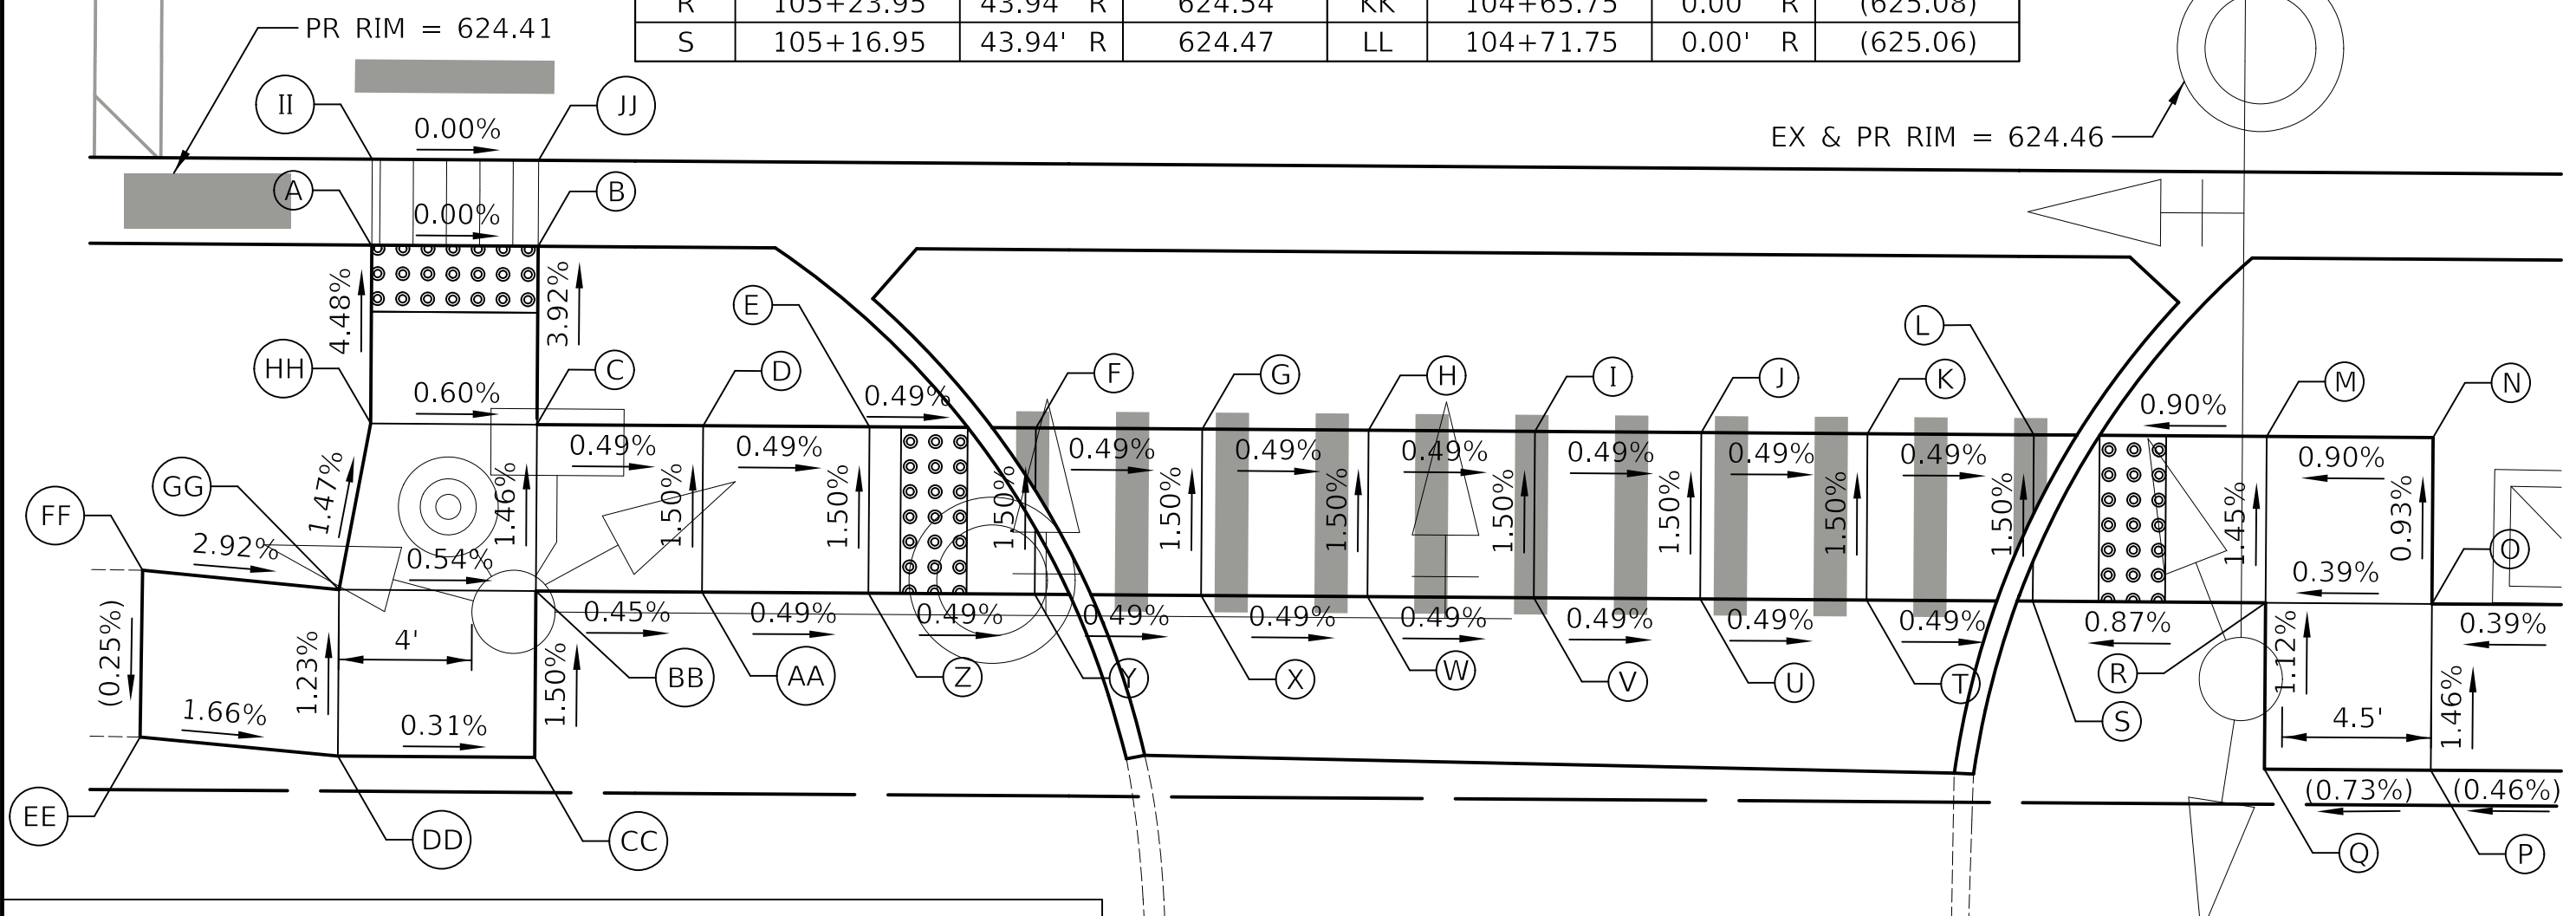 R 105+23.95 43.94' R 624.54 KK 104+65.75 0.00' R (625.08)
S 105+16.95 43.94' R 624.47 LL 104+71.75 0.00' R (625.06)
PR RIM = 624.41
EX & PR RIM = 624.46
II
JJ
0.00%
A
0.00%
B
4.48%
3.92%
E
L
HH
0.60%
C
D
0.49%
F
G
H
I
J
K
0.90%
M
N
0.49%
0.49%
0.49%
0.49%
0.49%
0.49%
0.49%
0.49%
0.90%
GG
1.47%
1.46%
1.50%
1.50%
1.50%
1.50%
1.50%
1.50%
1.50%
1.50%
1.50%
1.45%
0.93%
FF
2.92%
0.54%
O
0.39%
(0.25%)
1.23%
4'
1.50%
0.45%
0.49%
0.49%
0.49%
0.49%
0.49%
0.49%
0.49%
0.49%
0.87%
1.12%
0.39%
BB
AA
Z
Y
X
W
V
U
T
R
S
1.66%
0.31%
4.5'
1.46%
(0.73%)
(0.46%)
EE
DD
CC
Q
P